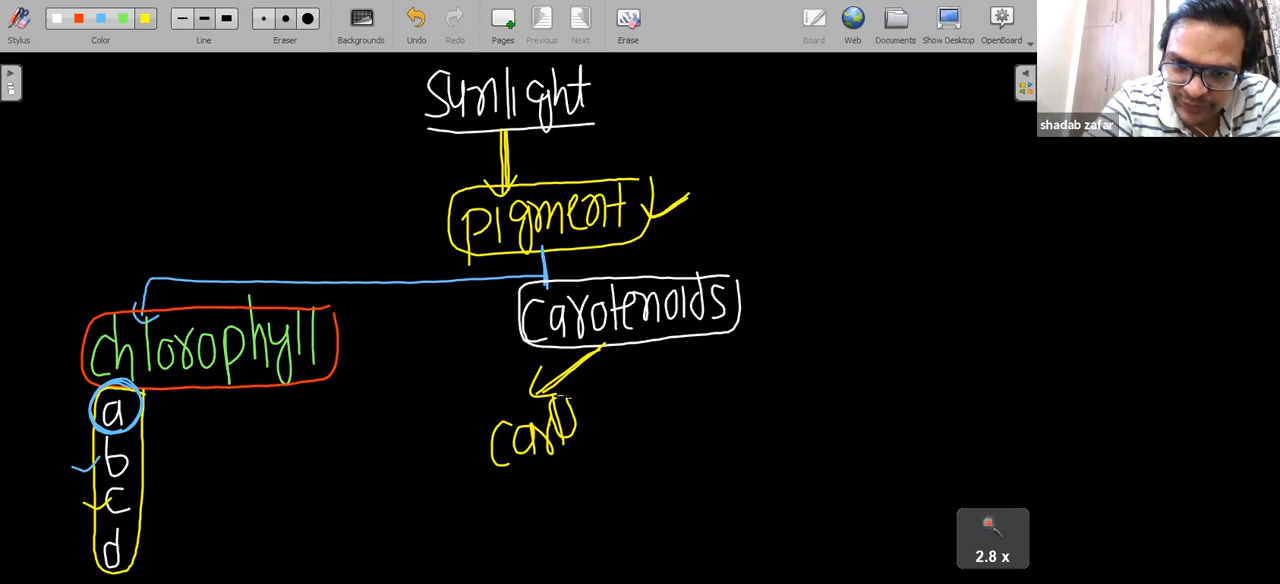 Stylus
Color
Line
Eraser
Backgrounds
Undo
Redo
Pages
Previous
Next
Erase
Board
Web
Documents
Show Desktop
OpenBoard
shadab zafar
Sunlight
pigment
carotenoids
chlorophyll
a
b
c
d
2.8 x